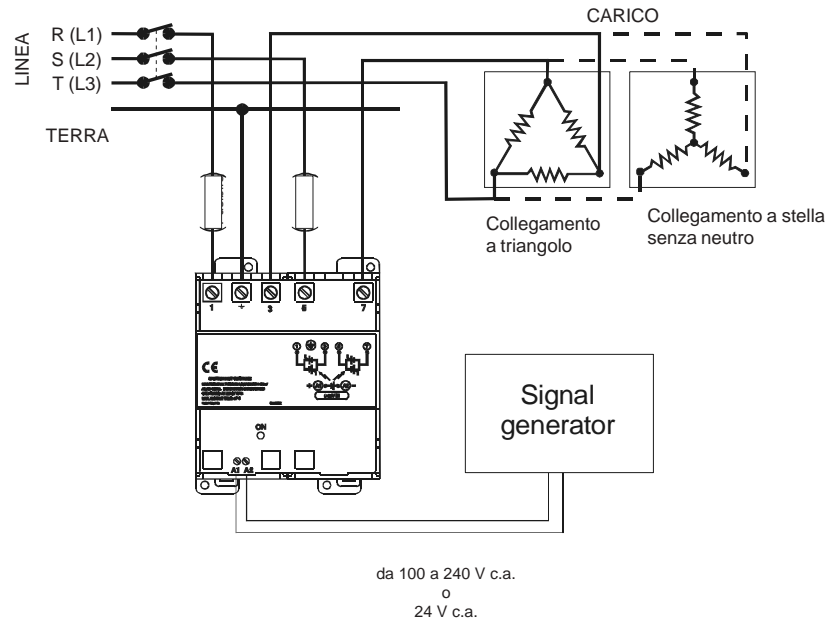 CARICO
LINEA
R (L1)
S (L2)
T (L3)
TERRA
Collegamento
a triangolo
Collegamento a stella
senza neutro
1
3
7
CE
ON
A1 A2
Signal
generator
da 100 a 240 V c.a.
o
24 V c.a.